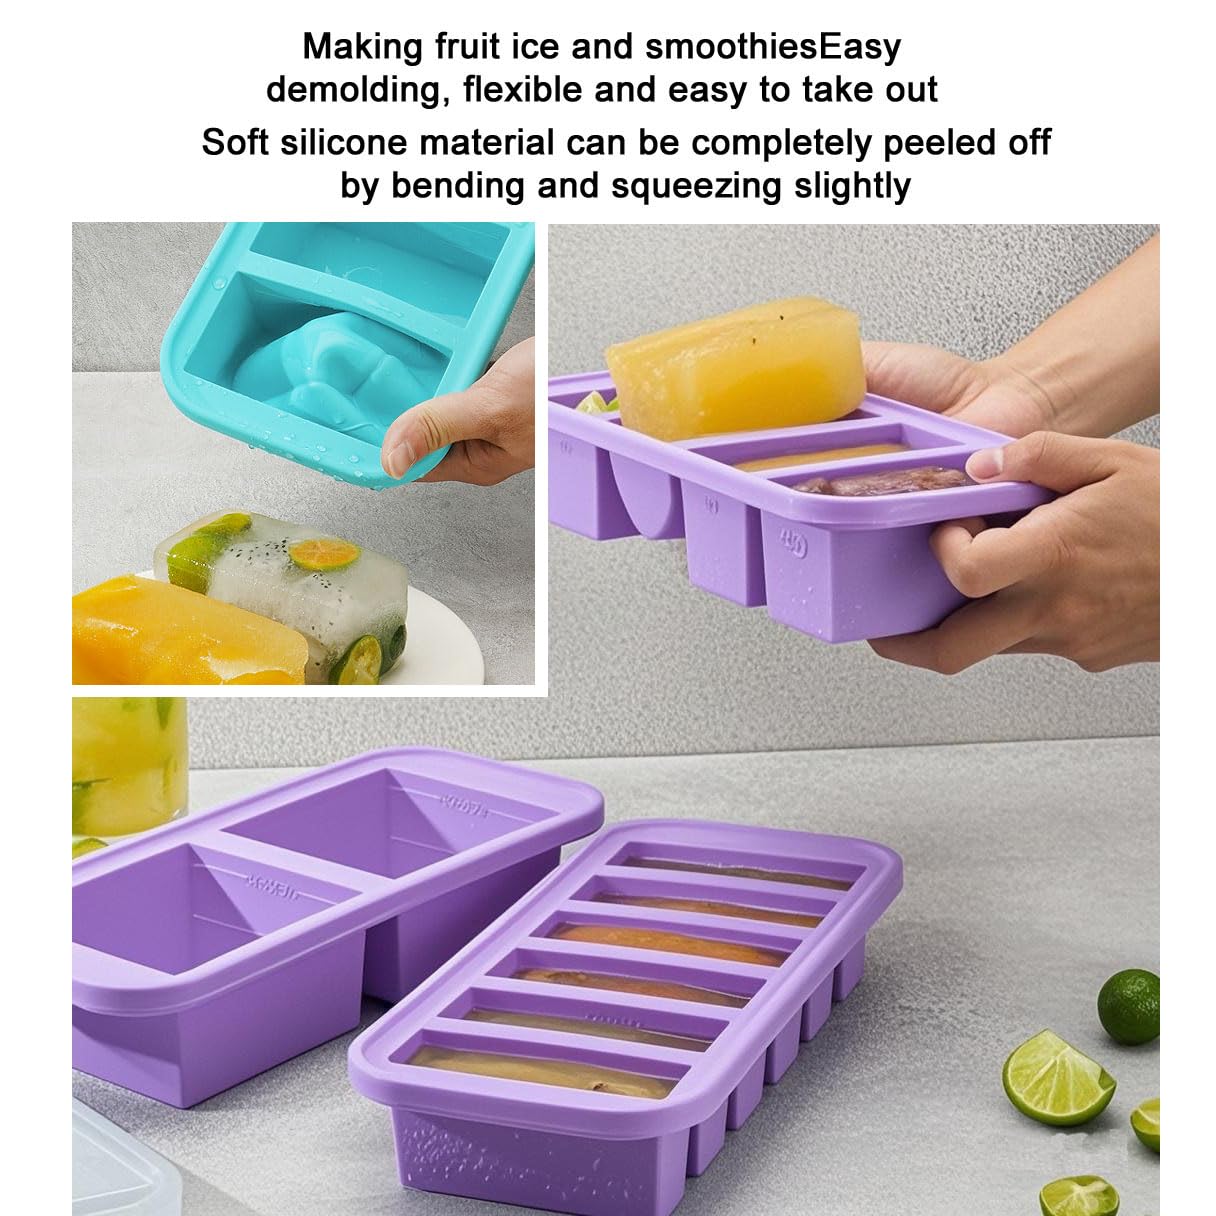 Making fruit ice and smoothiesEasy
demolding, flexible and easy to take out
Soft silicone material can be completely peeled off
by bending and squeezing slightly